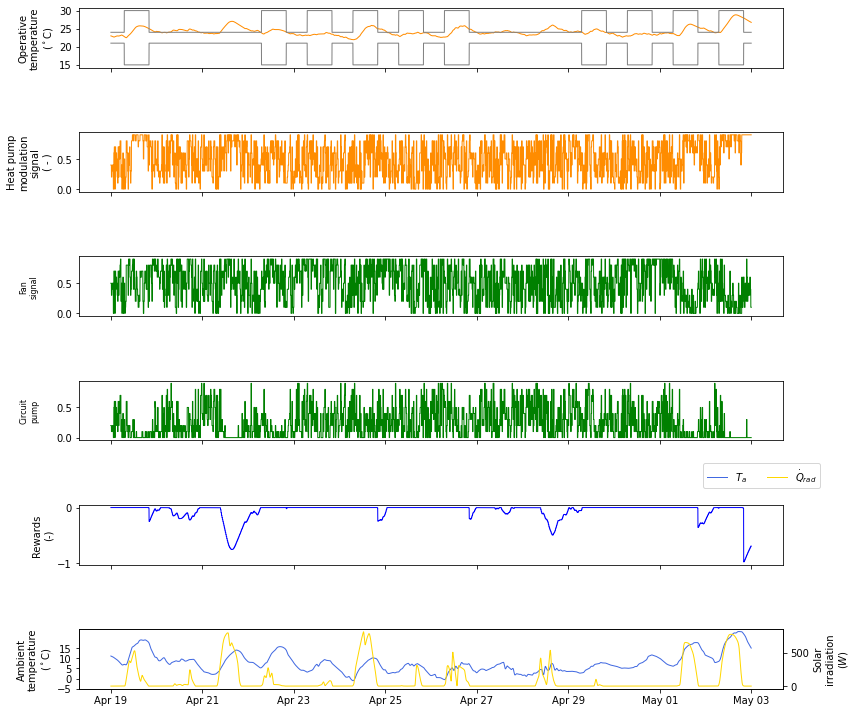 Operative
temperature
(°C)
30
25
20
15
Heat pump
modulation
signal
( - )
0.5
0.0
Fan
signal
0.5
0.0
Circuit
pump
0.5
0.0
T_a
Q̇_rad
Rewards
(-)
0
−1
Ambient
temperature
(°C)
15
10
5
0
−5
Solar
irradiation
(W)
500
0
Apr 19 Apr 21 Apr 23 Apr 25 Apr 27 Apr 29 May 01 May 03